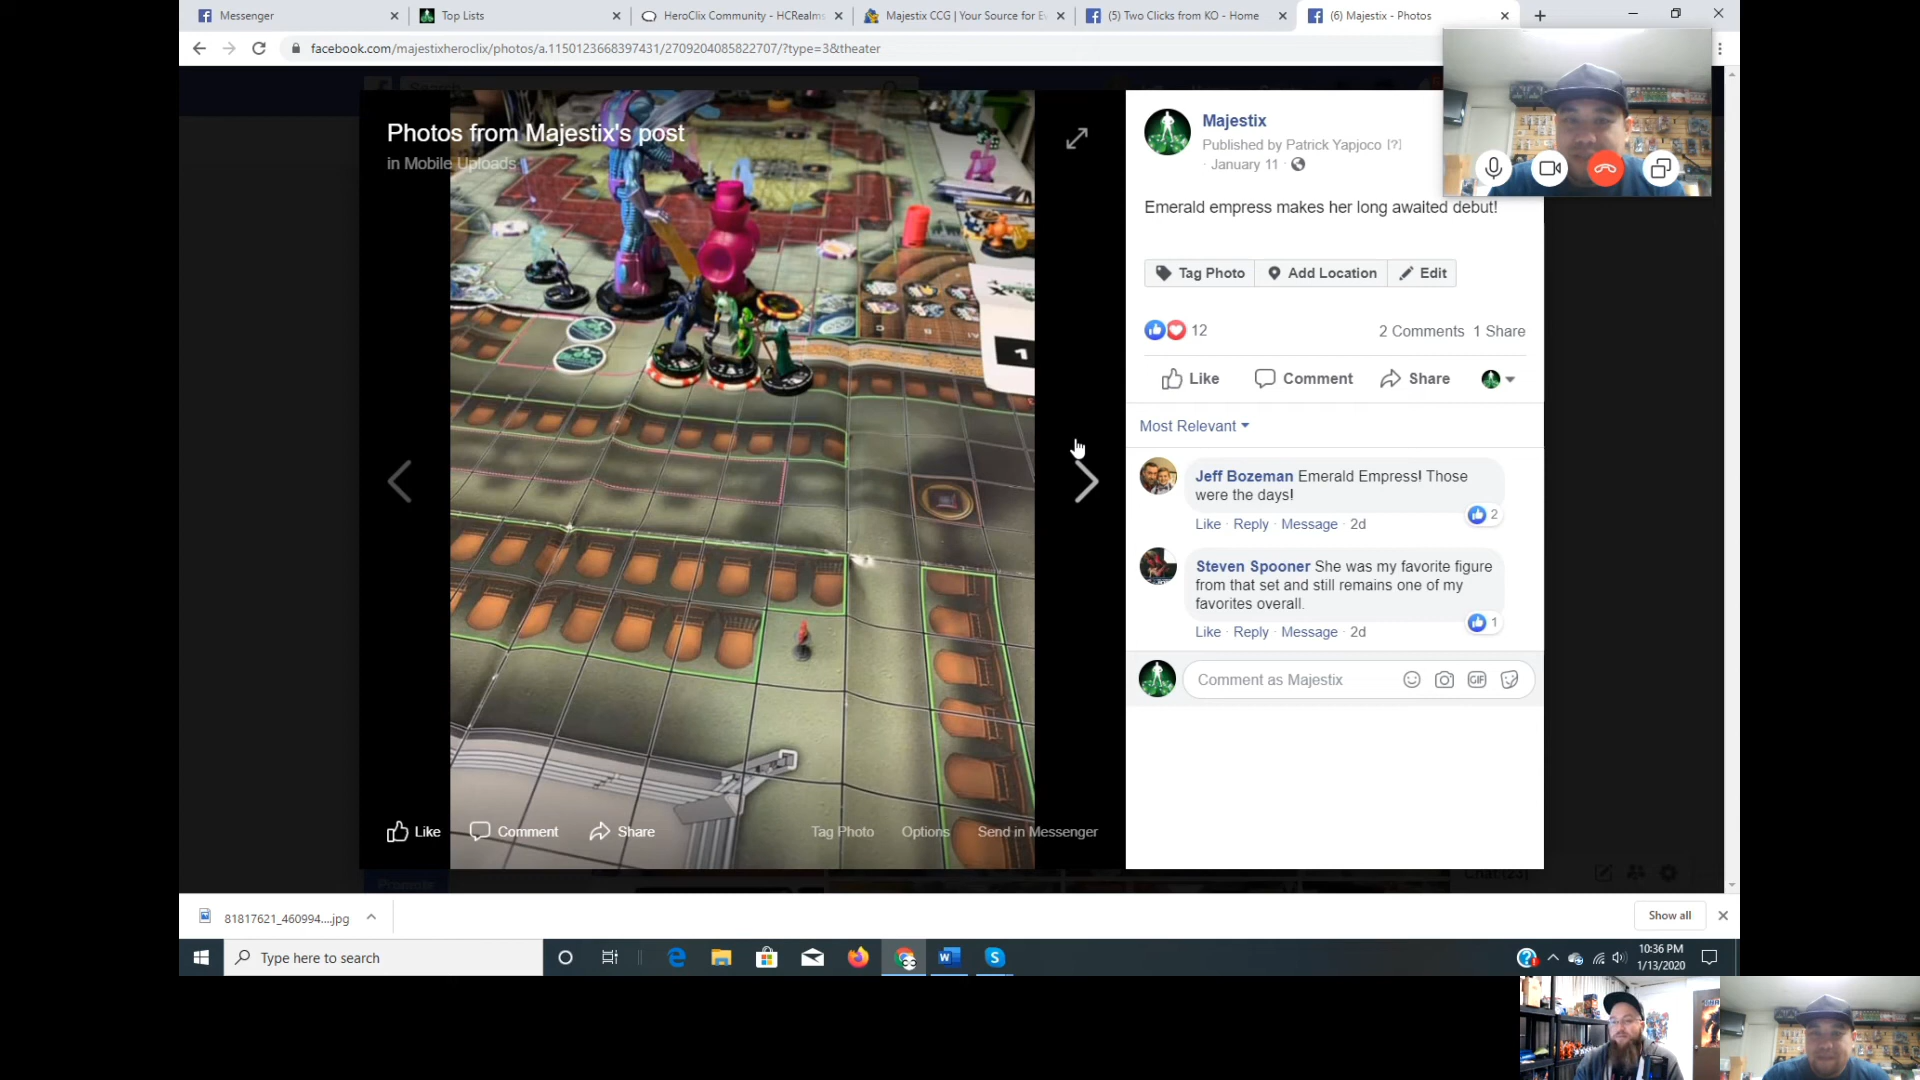 Messenger
Top Lists
HeroClix Community - HCRealms
Majestix CCG | Your Source for E
(5) Two Clicks from KO - Home
(6) Majestix - Photos
facebook.com/majestixheroclix/photos/a.1150123668397431/2709204085822707/?type=3&theater
Photos from Majestix's post
in Mobile Uploads
Majestix
Published by Patrick Yapjoco [?]
· January 11 ·
Emerald empress makes her long awaited debut!
Tag Photo
Add Location
Edit
12
2 Comments 1 Share
Like
Comment
Share
Most Relevant
Jeff Bozeman Emerald Empress! Those
were the days!
2
Like · Reply · Message · 2d
Steven Spooner She was my favorite figure
from that set and still remains one of my
favorites overall.
1
Like · Reply · Message · 2d
Comment as Majestix
GIF
Like
Comment
Share
Tag Photo
Options
Send in Messenger
Chat (23)
81817621_460994....jpg
Show all
Type here to search
10:36 PM
1/13/2020